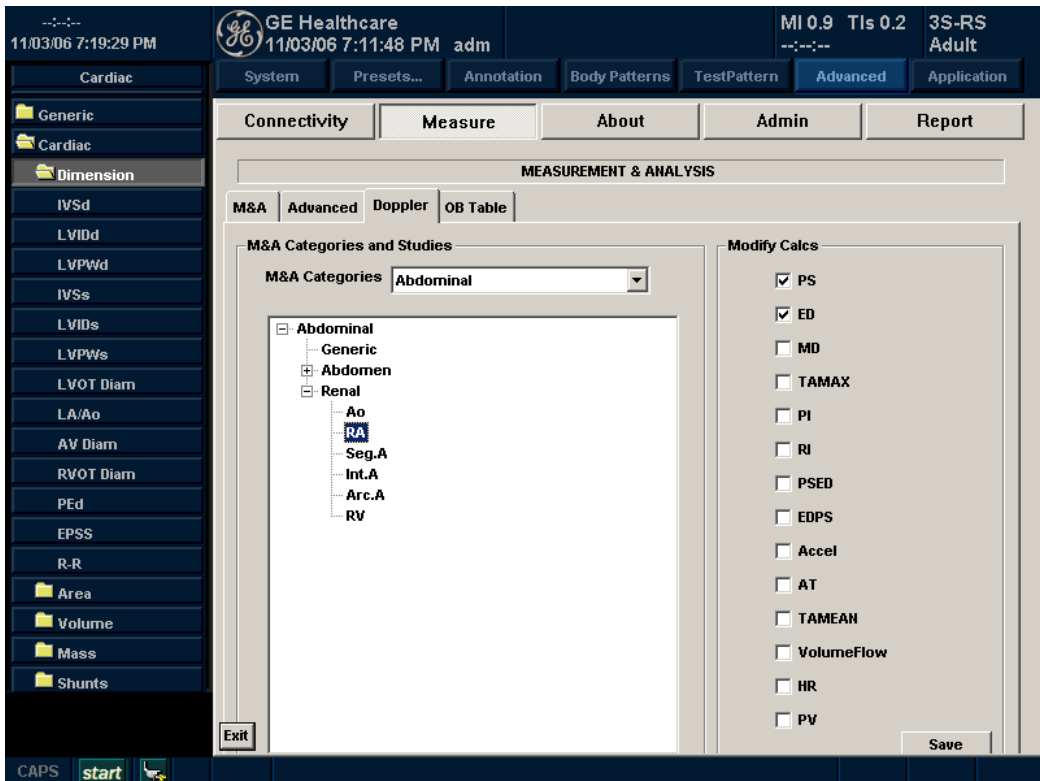 --:--:--
11/03/06 7:19:29 PM
GE Healthcare
11/03/06 7:11:48 PM adm
MI 0.9 TIs 0.2
--:--:--
3S-RS
Adult
Cardiac
System Presets... Annotation Body Patterns TestPattern Advanced Application
Generic
Cardiac
Dimension
IVSd
LVIDd
LVPWd
IVSs
LVIDs
LVPWs
LVOT Diam
LA/Ao
AV Diam
RVOT Diam
PEd
EPSS
R-R
Area
Volume
Mass
Shunts
Connectivity Measure About Admin Report
MEASUREMENT & ANALYSIS
M&A Advanced Doppler OB Table
M&A Categories and Studies
M&A Categories Abdominal
Abdominal
Generic
Abdomen
Renal
Ao
RA
Seg.A
Int.A
Arc.A
RV
Modify Calcs
PS
ED
MD
TAMAX
PI
RI
PSED
EDPS
Accel
AT
TAMEAN
VolumeFlow
HR
PV
Exit
Save
CAPS start